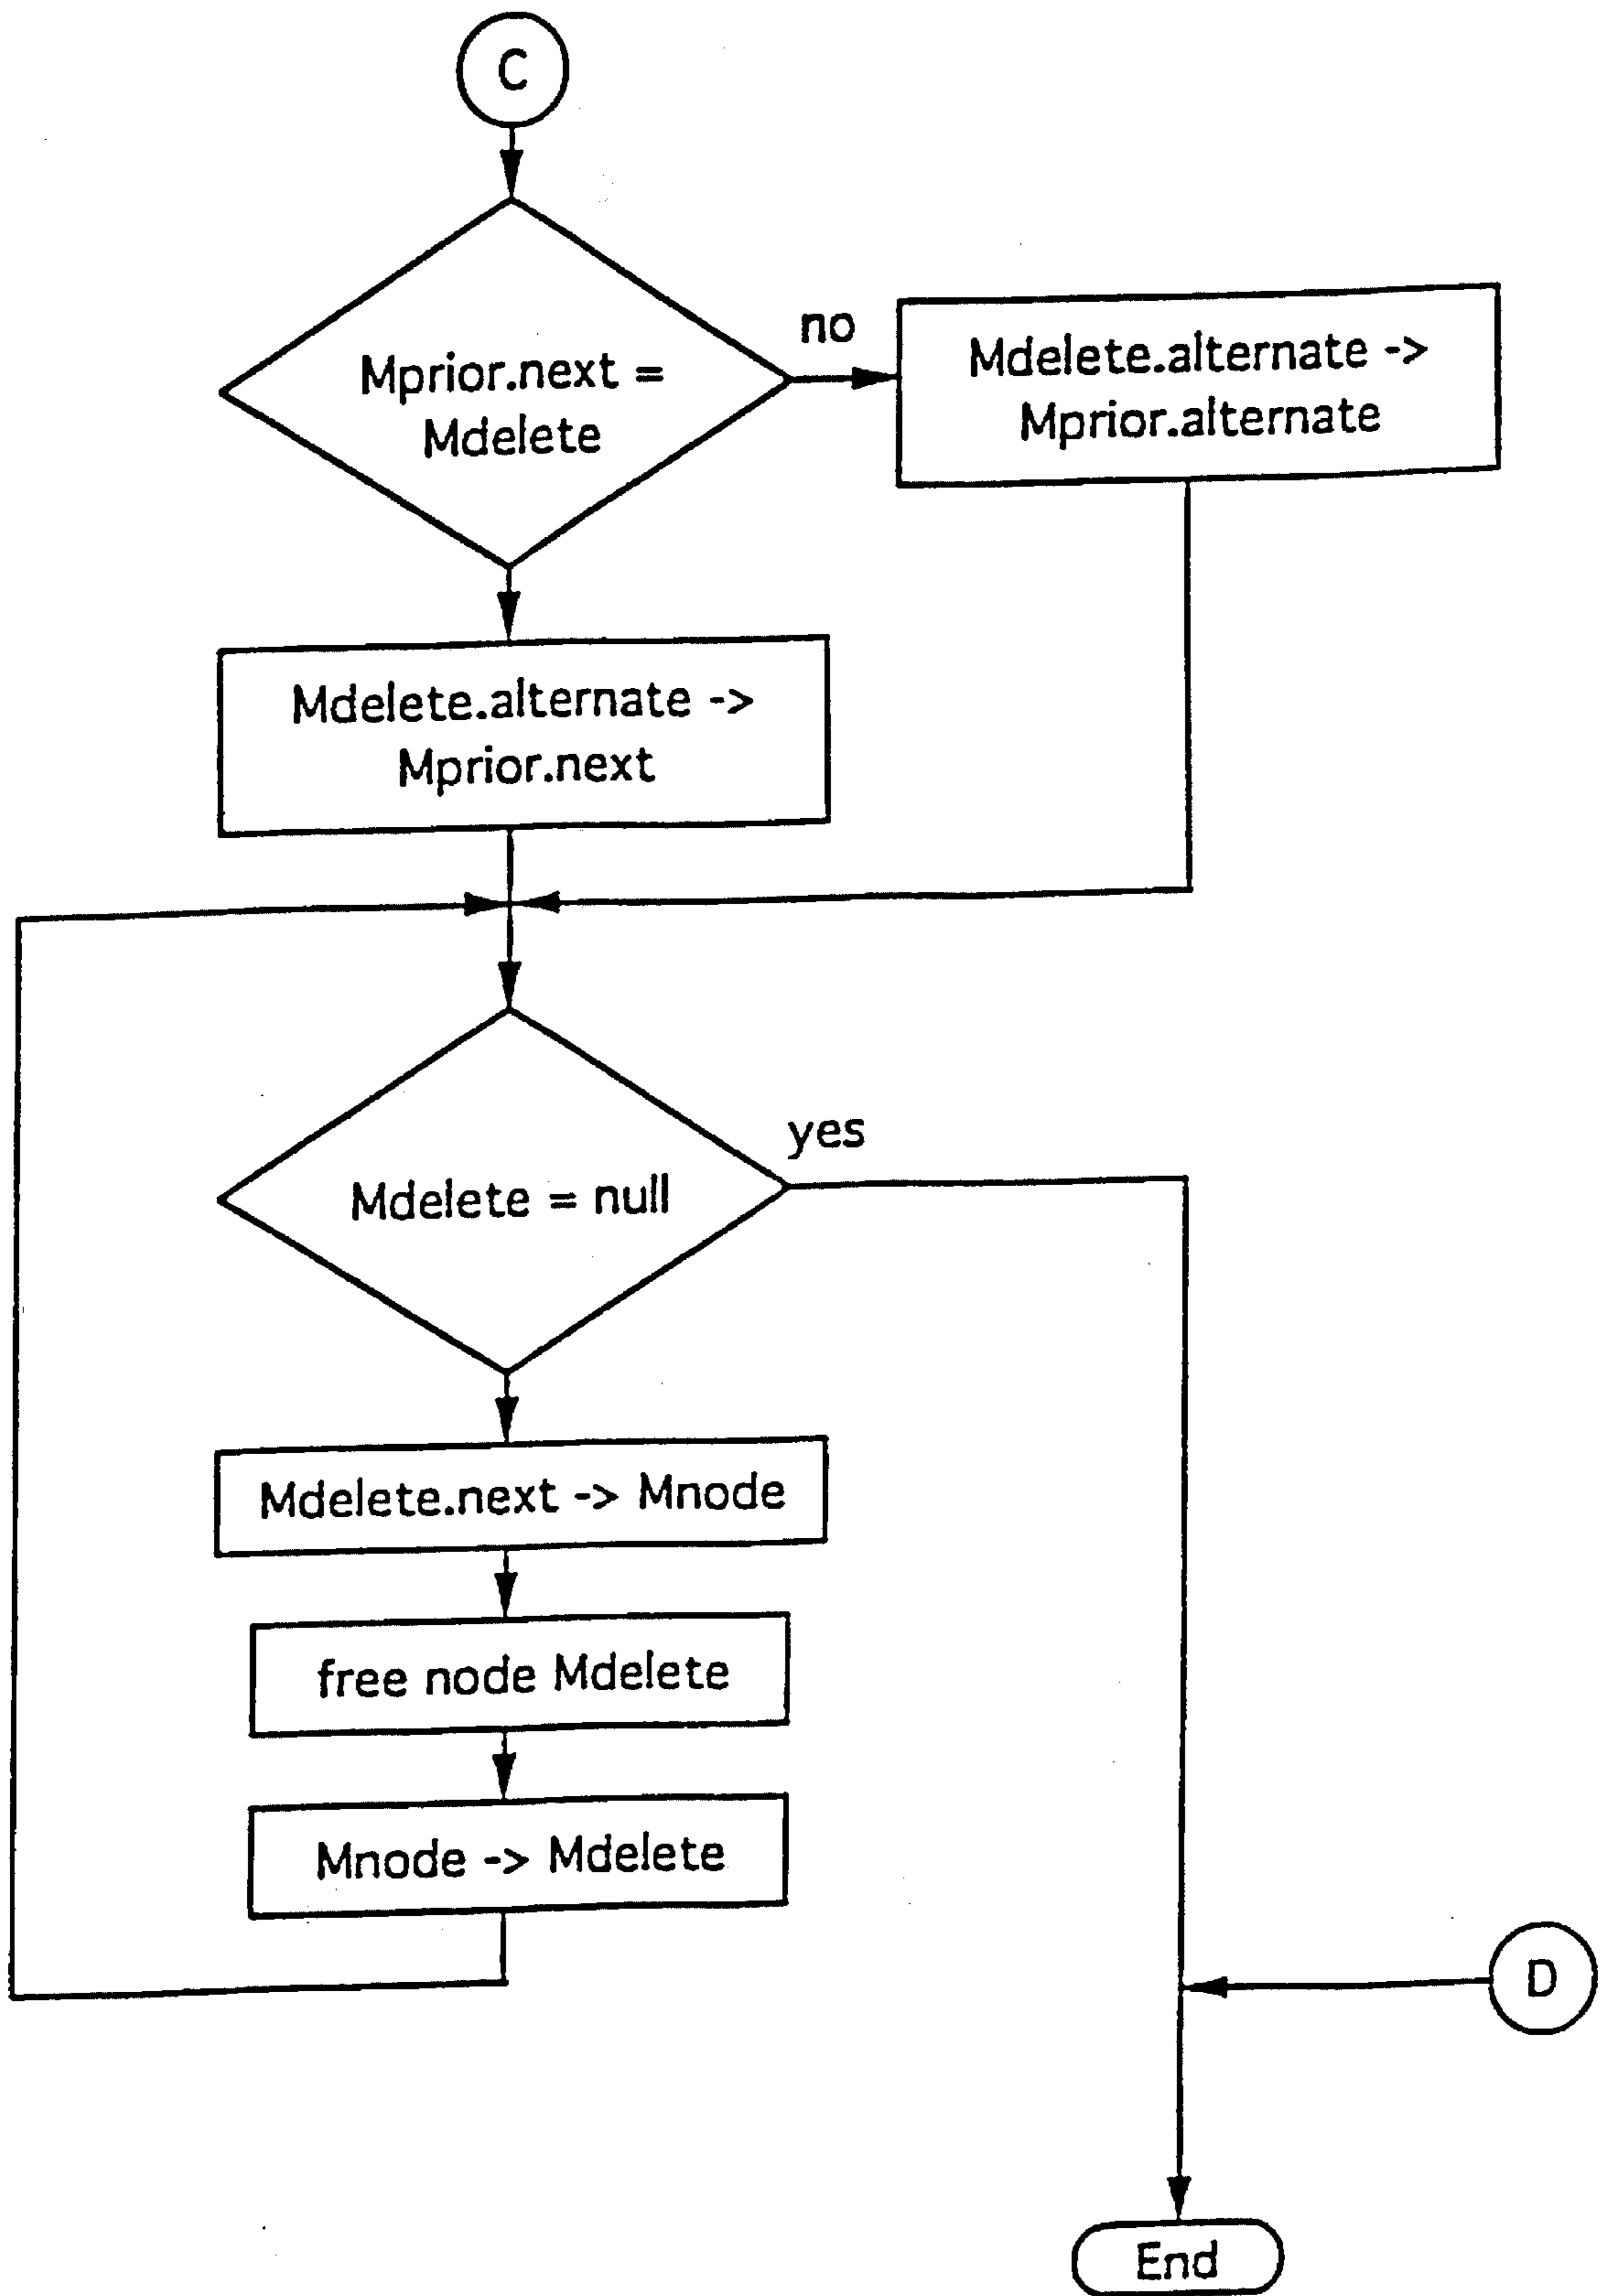 C
Mprior.next =
Mdelete
no
Mdelete.alternate ->
Mprior.alternate
Mdelete.alternate ->
Mprior.next
Mdelete = null
yes
Mdelete.next -> Mnode
free node Mdelete
Mnode -> Mdelete
D
End